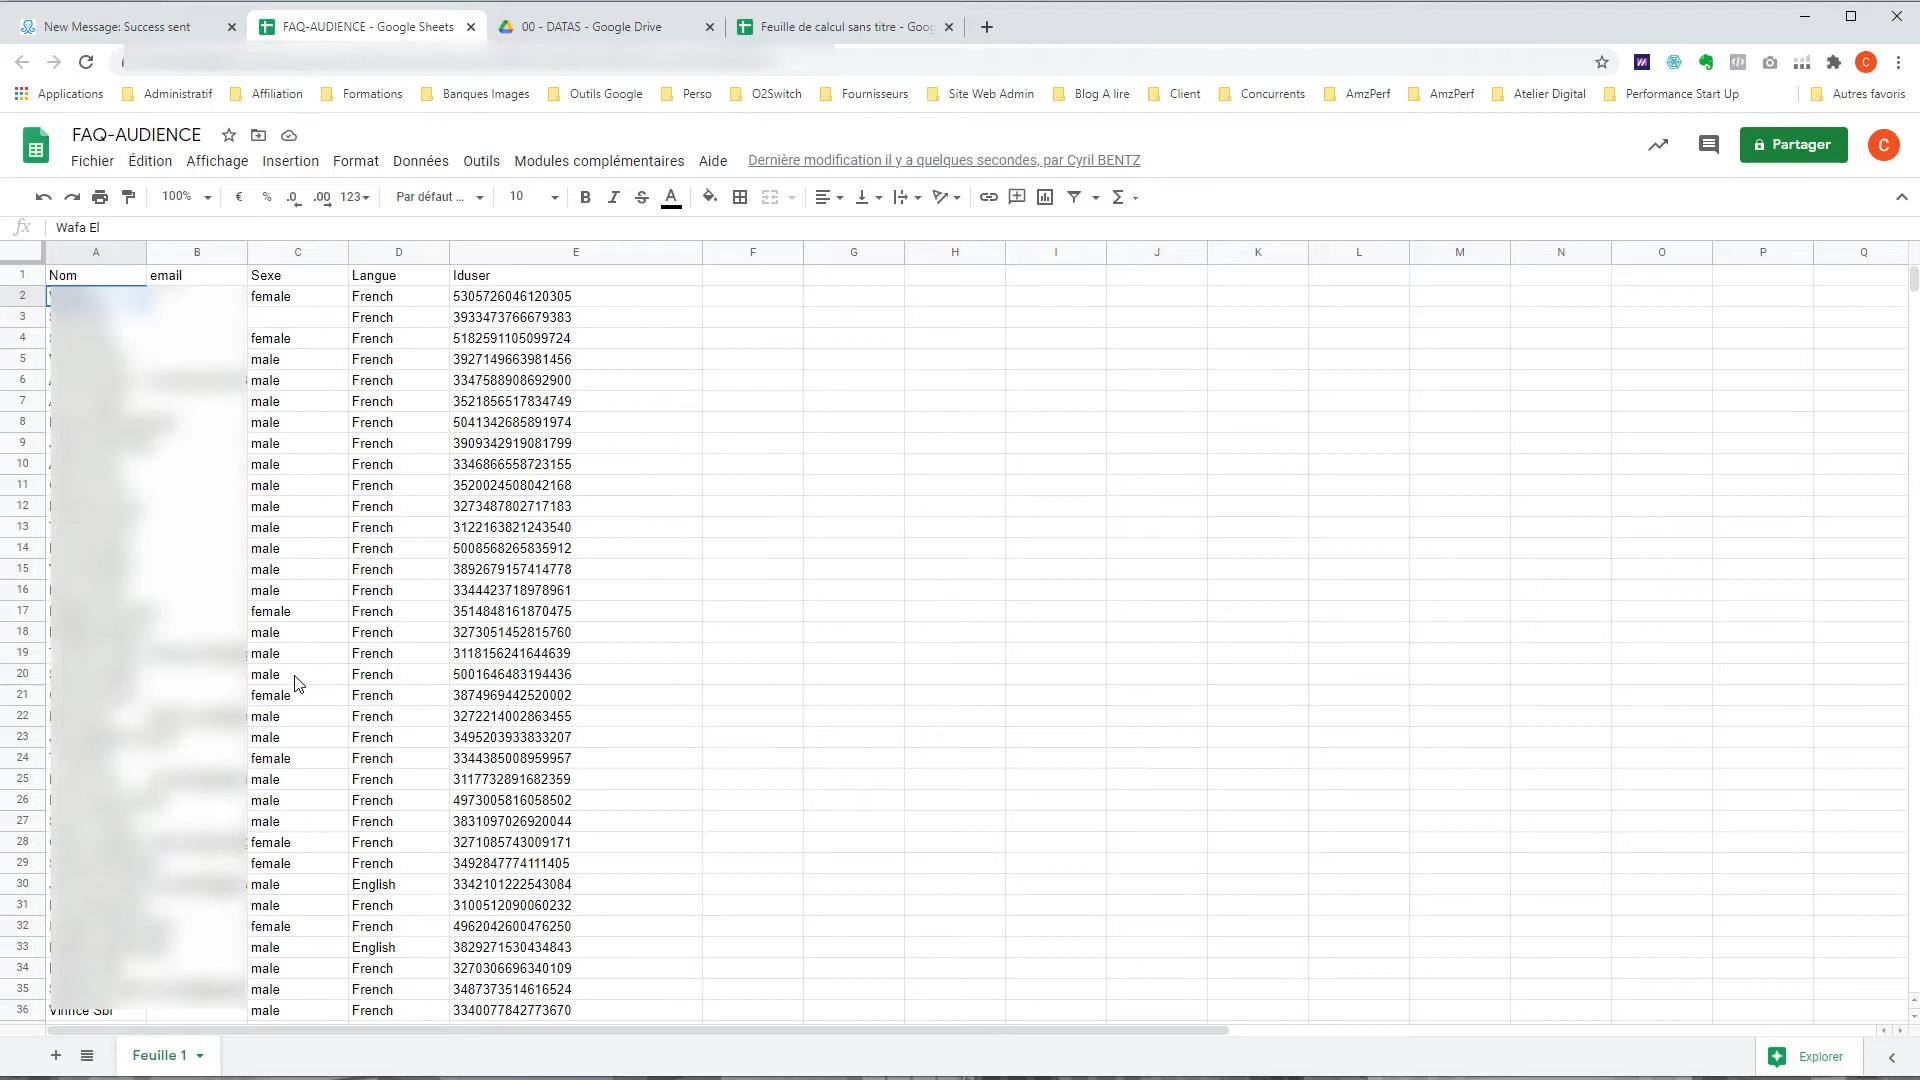 New Message: Success sent
FAQ-AUDIENCE - Google Sheets
00 - DATAS - Google Drive
Feuille de calcul sans titre - Goog
Applications Administratif Affiliation Formations Banques Images Outils Google Perso O2Switch Fournisseurs Site Web Admin Blog A lire Client Concurrents AmzPerf AmzPerf Atelier Digital Performance Start Up Autres favoris
FAQ-AUDIENCE
Partager
C
Fichier Édition Affichage Insertion Format Données Outils Modules complémentaires Aide Dernière modification il y a quelques secondes, par Cyril BENTZ
100% € % .0 .00 123 Par défaut ... 10 B I S A Σ
fx Wafa El
A B C D E F G H I J K L M N O P Q
1 Nom email Sexe Langue Iduser
2 female French 5305726046120305
3 French 3933473766679383
4 female French 5182591105099724
5 male French 3927149663981456
6 male French 3347588908692900
7 male French 3521856517834749
8 male French 5041342685891974
9 male French 3909342919081799
10 male French 3346866558723155
11 male French 3520024508042168
12 male French 3273487802717183
13 male French 3122163821243540
14 male French 5008568265835912
15 male French 3892679157414778
16 male French 3344423718978961
17 female French 3514848161870475
18 male French 3273051452815760
19 male French 3118156241644639
20 male French 5001646483194436
21 female French 3874969442520002
22 male French 3272214002863455
23 male French 3495203933833207
24 female French 3344385008959957
25 male French 3117732891682359
26 male French 4973005816058502
27 male French 3831097026920044
28 female French 3271085743009171
29 female French 3492847774111405
30 male English 3342101222543084
31 male French 3100512090060232
32 female French 4962042600476250
33 male English 3829271530434843
34 male French 3270306696340109
35 male French 3487373514616524
36 male French 3340077842773670
Feuille 1
Explorer